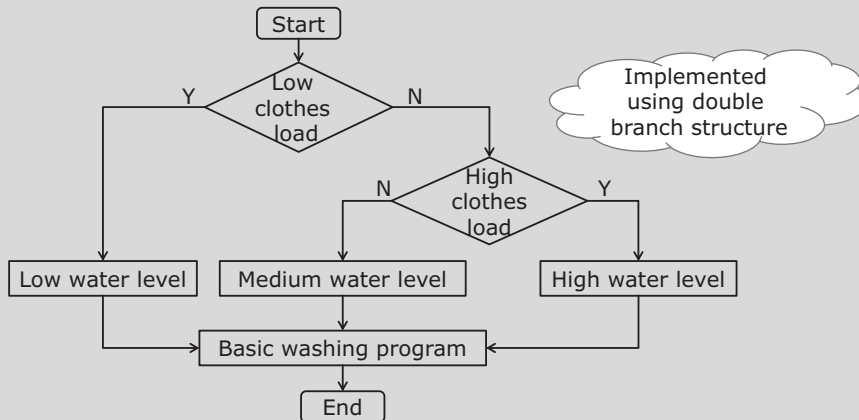 Start
Low
clothes
load
Y
N
Implemented
using double
branch structure
High
clothes
load
N
Y
Low water level
Medium water level
High water level
Basic washing program
End